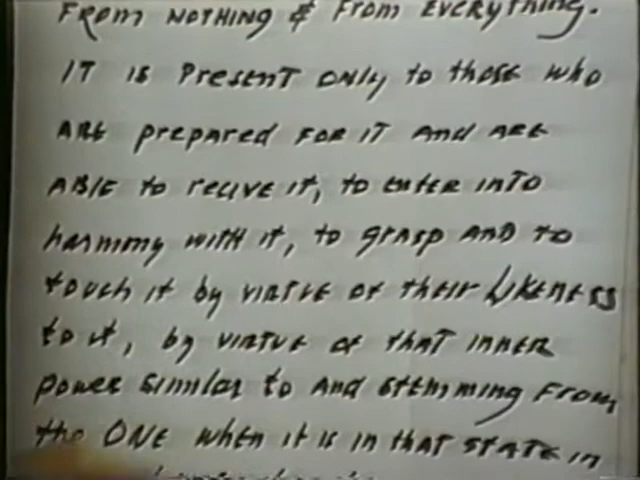 FROM NOTHING & FROM EVERYTHING.
IT IS PRESENT ONLY to those who
ARE prepared FOR IT AND ARE
ABLE to recive it, to enter INTO
harmmy WITH it, to grasp AND to
touch it by VIRTUE of their LIKENESS
to it, by VIRTUE of THAT INNER
power similar to AND stemming FROM
the ONE when it is in that STATE in